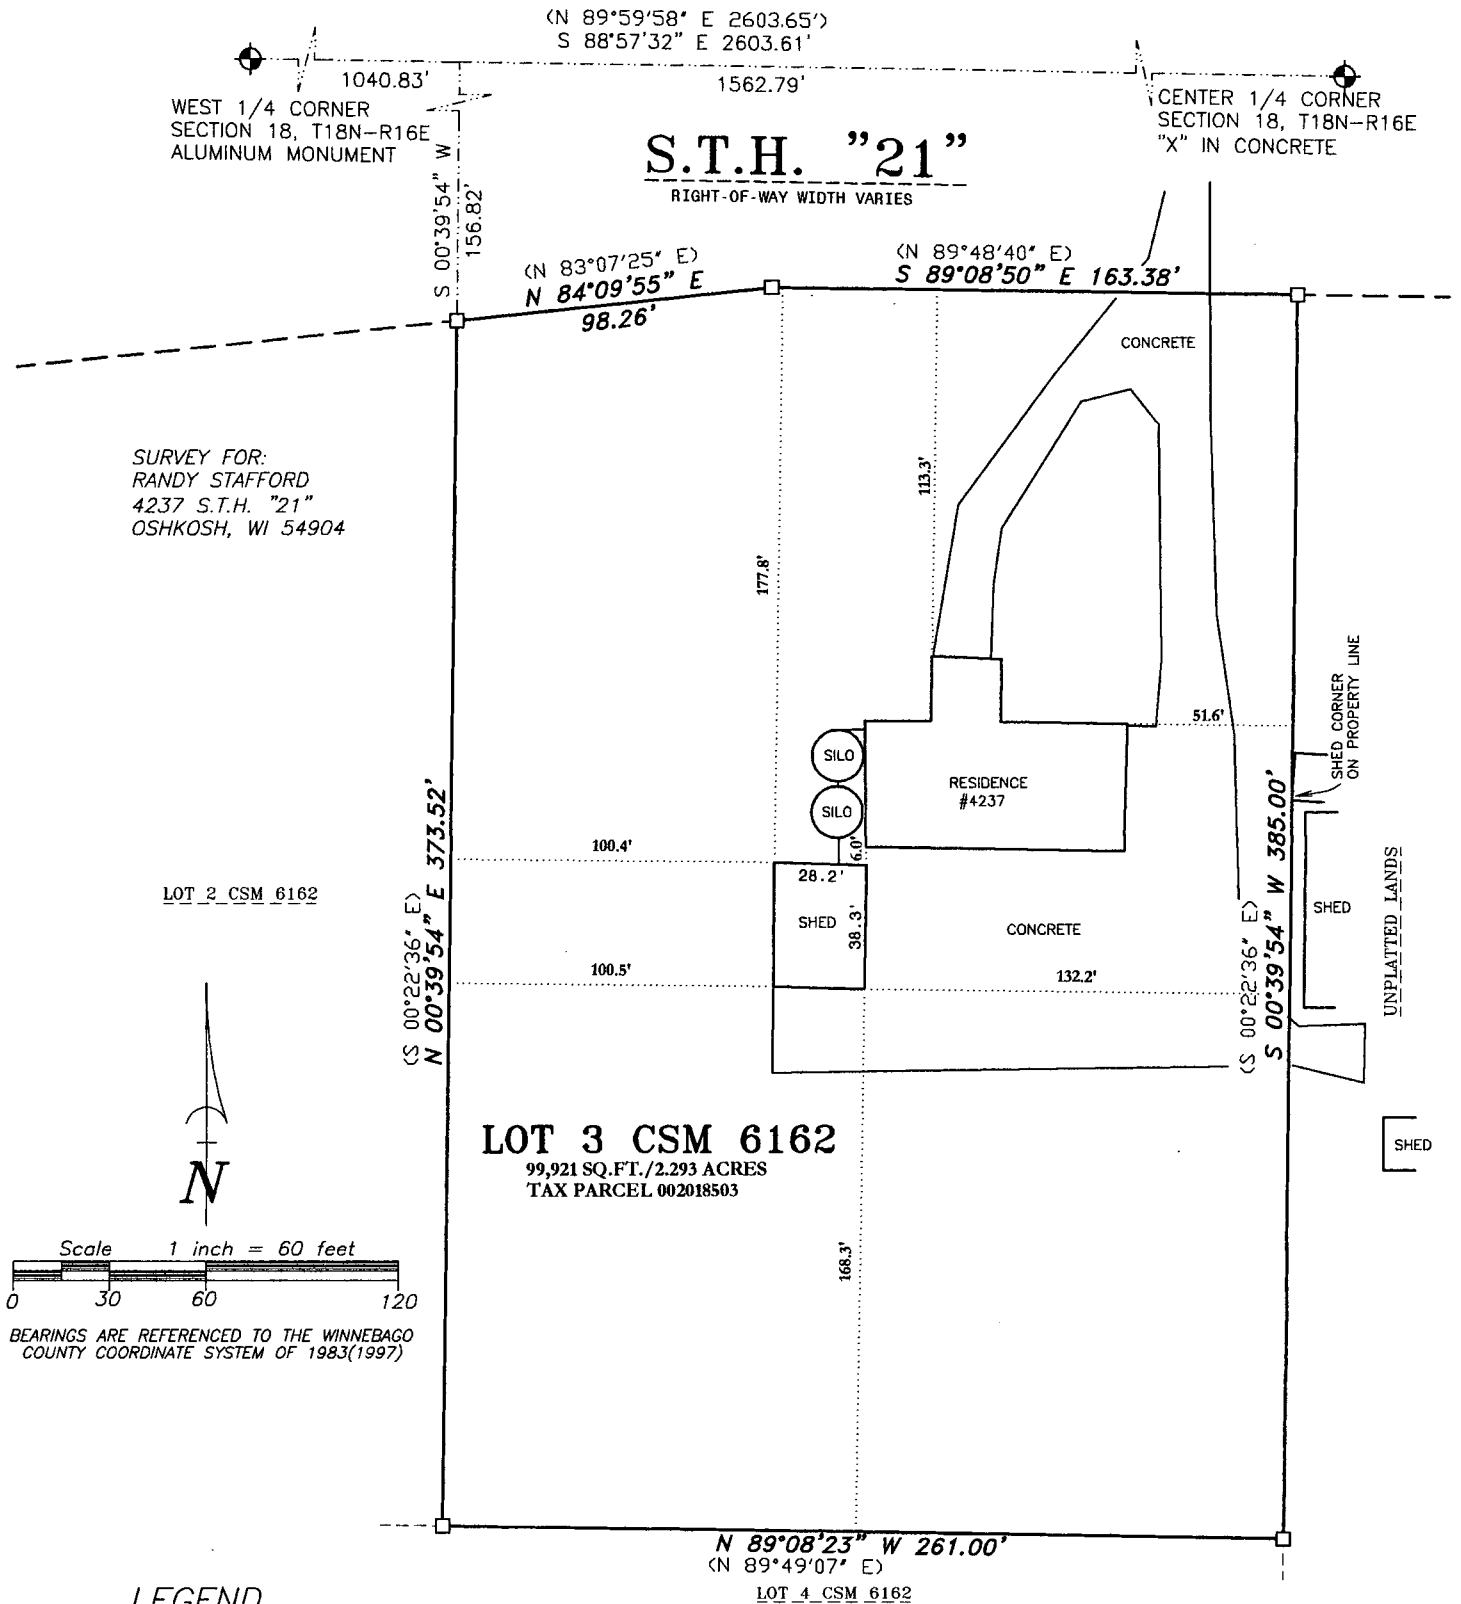 (N 89°59'58" E 2603.65')
S 88°57'32" E 2603.61'
1040.83'
1562.79'
WEST 1/4 CORNER
SECTION 18, T18N-R16E
ALUMINUM MONUMENT
CENTER 1/4 CORNER
SECTION 18, T18N-R16E
"X" IN CONCRETE
S 00°39'54" W
156.82'
S.T.H. "21"
RIGHT-OF-WAY WIDTH VARIES
(N 83°07'25" E)
N 84°09'55" E
98.26'
(N 89°48'40" E)
S 89°08'50" E 163.38'
CONCRETE
SURVEY FOR:
RANDY STAFFORD
4237 S.T.H. "21"
OSHKOSH, WI 54904
113.3'
177.8'
51.6'
SHED CORNER
ON PROPERTY LINE
SILO
SILO
RESIDENCE
#4237
6.0'
100.4'
28.2'
SHED
38.3'
CONCRETE
100.5'
132.2'
LOT 2 CSM 6162
(S 00°22'36" E)
N 00°39'54" E 373.52'
(S 00°22'36" E)
S 00°39'54" W 385.00'
SHED
UNPLATTED LANDS
SHED
LOT 3 CSM 6162
99,921 SQ.FT./2.293 ACRES
TAX PARCEL 002018503
N
168.3'
Scale 1 inch = 60 feet
0 30 60 120
BEARINGS ARE REFERENCED TO THE WINNEBAGO
COUNTY COORDINATE SYSTEM OF 1983(1997)
N 89°08'23" W 261.00'
(N 89°49'07" E)
LOT 4 CSM 6162
LEGEND